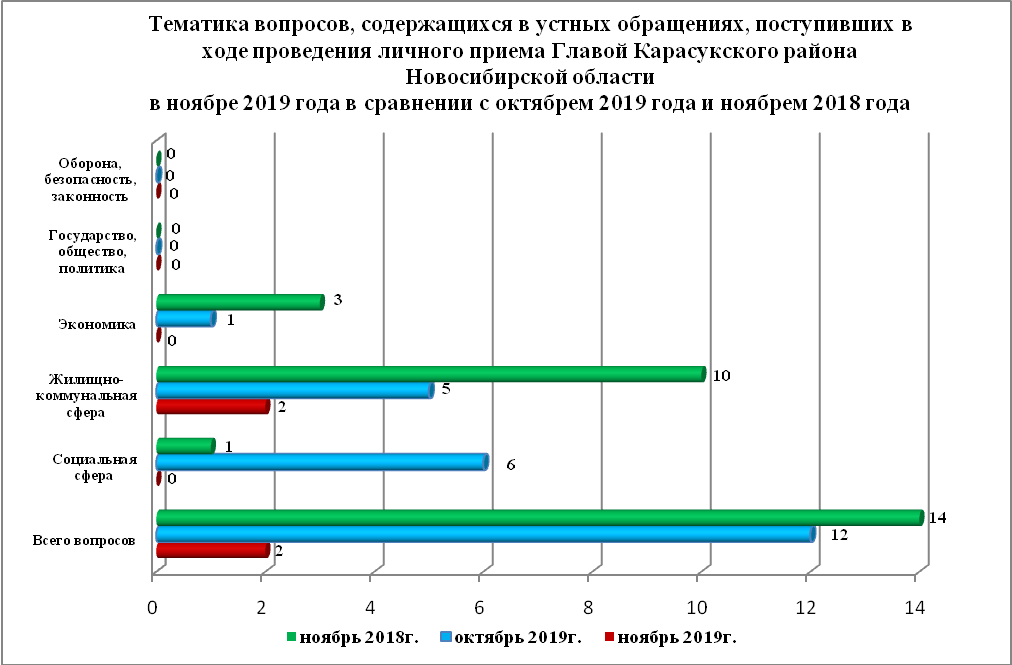 Тематика вопросов, содержащихся в устных обращениях, поступивших в
ходе проведения личного приема Главой Карасукского района
Новосибирской области
в ноябре 2019 года в сравнении с октябрем 2019 года и ноябрем 2018 года
Оборона,
безопасность,
законность
0
0
0
Государство,
общество,
политика
0
0
0
Экономика
3
1
0
Жилищно-
коммунальная
сфера
10
5
2
Социальная
сфера
1
6
0
Всего вопросов
14
12
2
0 2 4 6 8 10 12 14
ноябрь 2018г. октябрь 2019г. ноябрь 2019г.